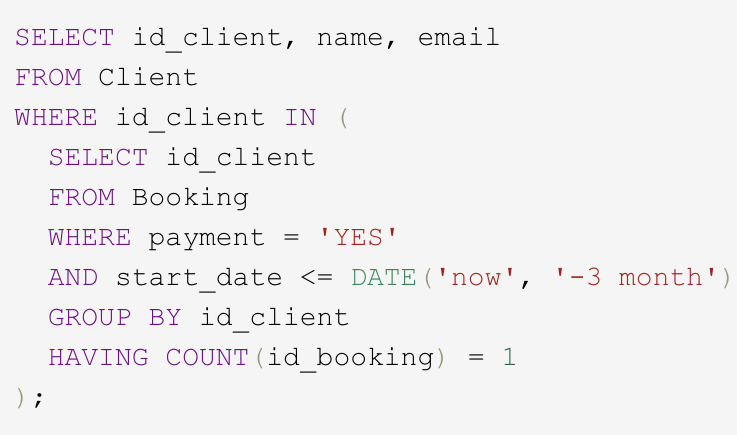 SELECT id_client, name, email
FROM Client
WHERE id_client IN (
  SELECT id_client
  FROM Booking
  WHERE payment = 'YES'
  AND start_date <= DATE('now', '-3 month')
  GROUP BY id_client
  HAVING COUNT(id_booking) = 1
);